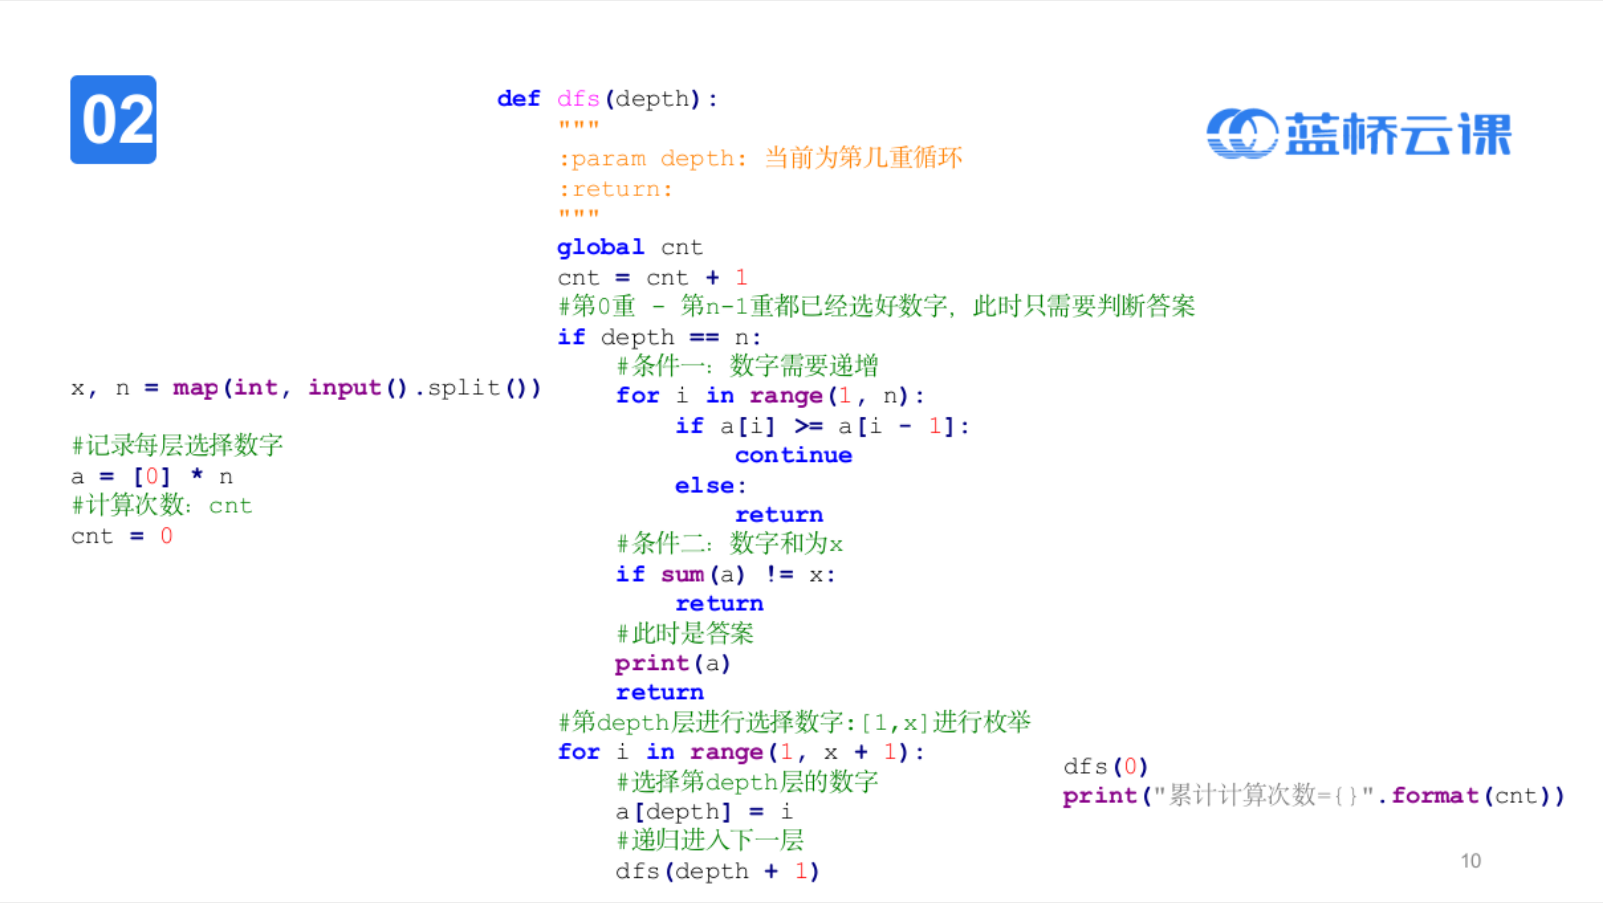 02
蓝桥云课
x, n = map(int, input().split())
#记录每层选择数字
a = [0] * n
#计算次数: cnt
cnt = 0
def dfs(depth):
    """
    :param depth: 当前为第几重循环
    :return:
    """
    global cnt
    cnt = cnt + 1
    #第0重 - 第n-1重都已经选好数字, 此时只需要判断答案
    if depth == n:
        #条件一: 数字需要递增
        for i in range(1, n):
            if a[i] >= a[i - 1]:
                continue
            else:
                return
        #条件二: 数字和为x
        if sum(a) != x:
            return
        #此时是答案
        print(a)
        return
    #第depth层进行选择数字:[1,x]进行枚举
    for i in range(1, x + 1):
        #选择第depth层的数字
        a[depth] = i
        #递归进入下一层
        dfs(depth + 1)
dfs(0)
print("累计计算次数={}".format(cnt))
10